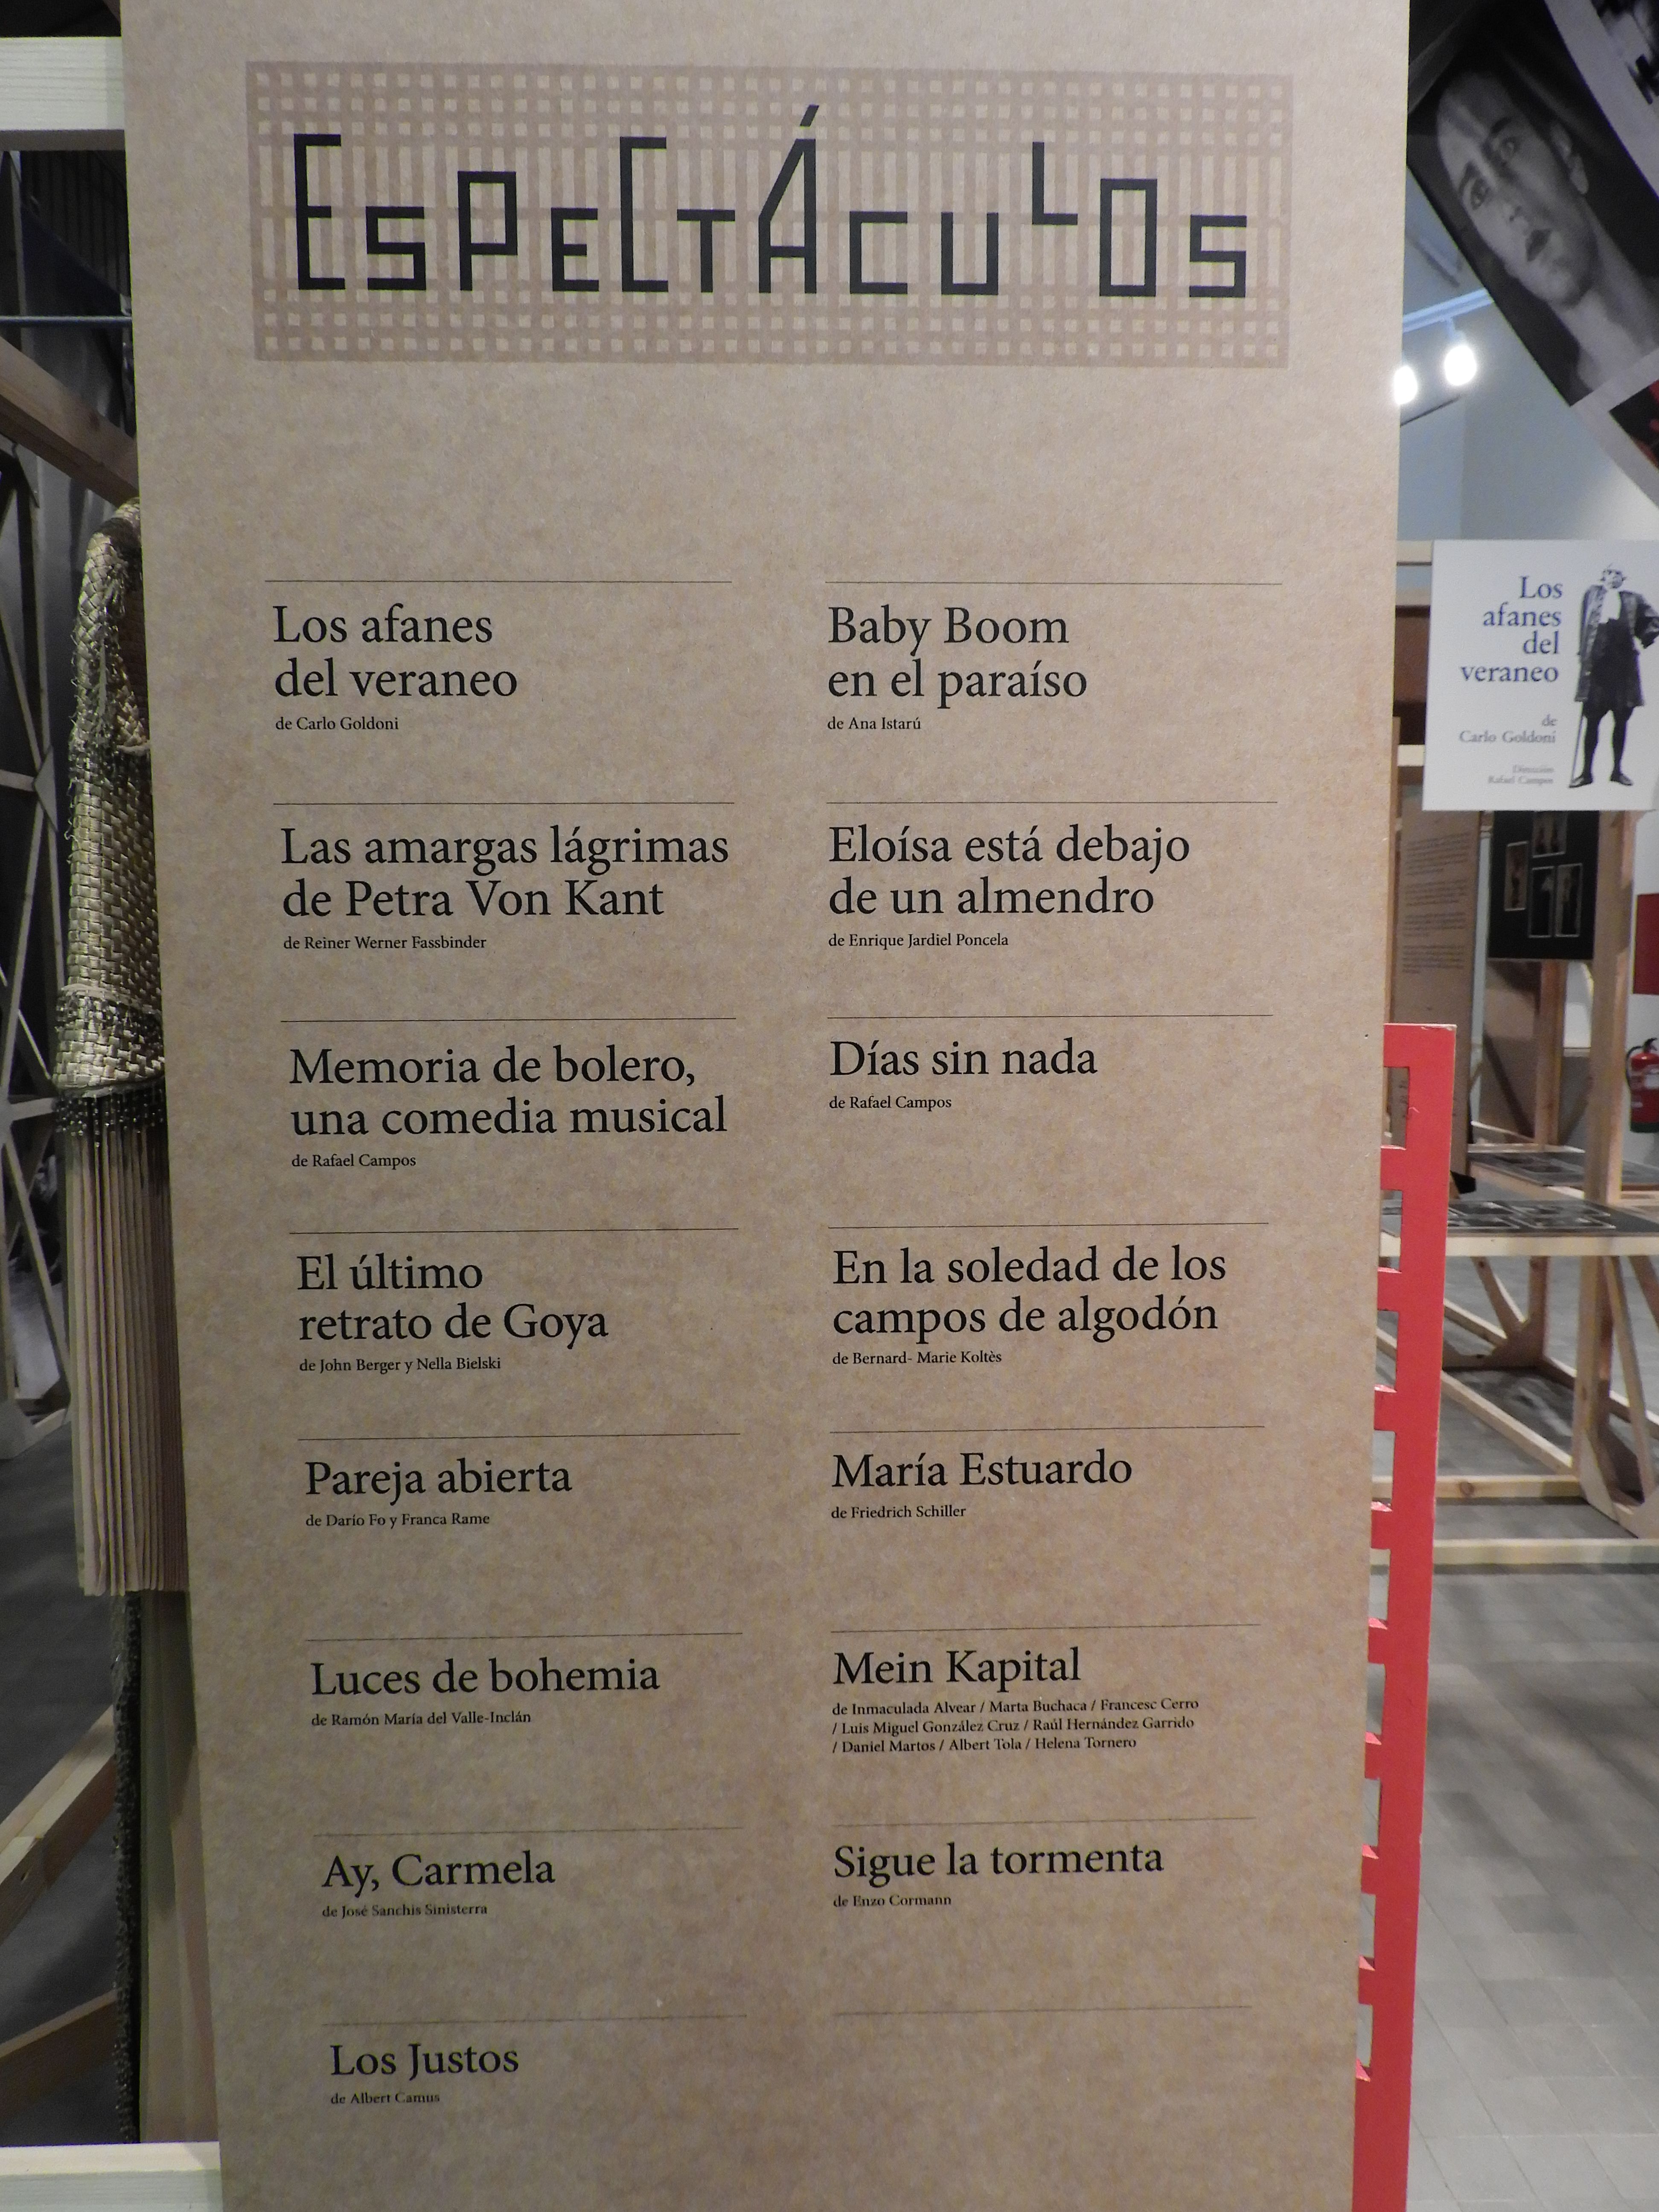 ESPECTÁCULOS
Los afanes
del veraneo
de Carlo Goldoni
Las amargas lágrimas
de Petra Von Kant
de Reiner Werner Fassbinder
Memoria de bolero,
una comedia musical
de Rafael Campos
El último
retrato de Goya
de John Berger y Nella Bielski
Pareja abierta
de Dario Fo y Franca Rame
Luces de bohemia
de Ramón María del Valle-Inclán
Ay, Carmela
de José Sanchis Sinisterra
Los Justos
de Albert Camus
Baby Boom
en el paraíso
de Ana Istarú
Eloísa está debajo
de un almendro
de Enrique Jardiel Poncela
Días sin nada
de Rafael Campos
En la soledad de los
campos de algodón
de Bernard- Marie Koltès
María Estuardo
de Friedrich Schiller
Mein Kapital
de Inmaculada Alvear / Marta Buchaca / Francesc Cerro
/ Luis Miguel González Cruz / Raúl Hernández Garrido
/ Daniel Martos / Albert Tola / Helena Tornero
Sigue la tormenta
de Enzo Cormann
Los
afanes
del
veraneo
de
Carlo Goldoni
Dirección
Rafael Campos